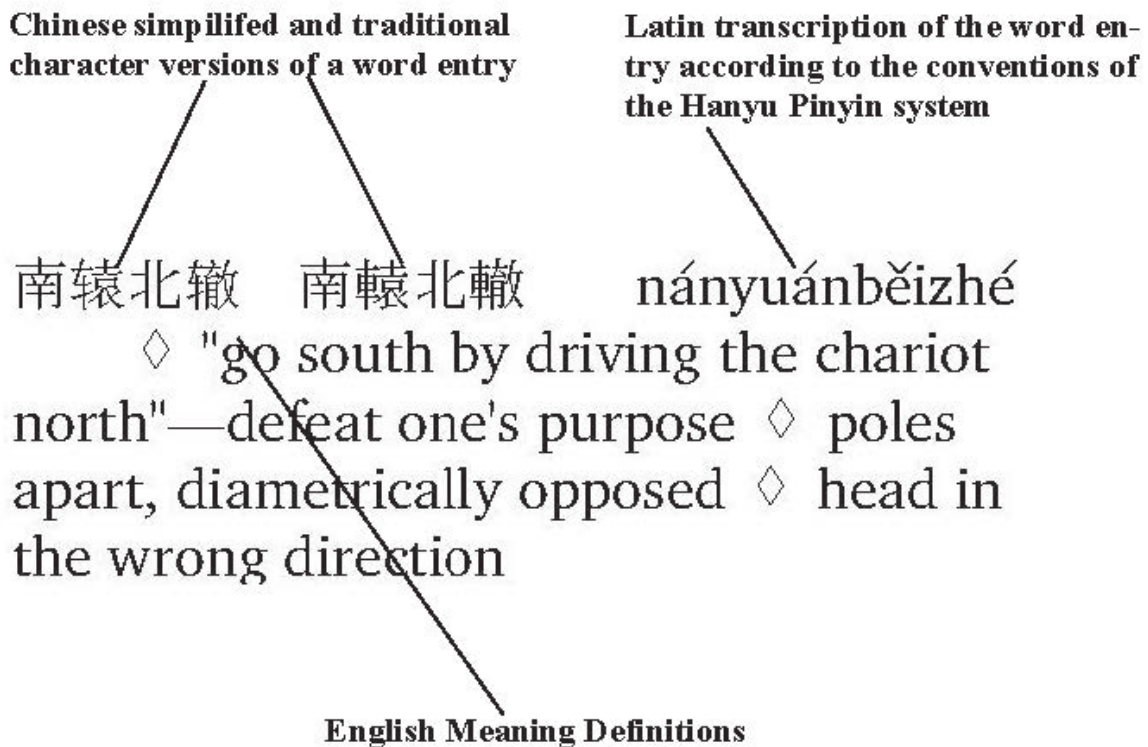 Chinese simpilifed and traditional
character versions of a word entry
Latin transcription of the word en-
try according to the conventions of
the Hanyu Pinyin system
南辕北辙 南轅北轍 nányuánběizhé
◊ "go south by driving the chariot
north"—defeat one's purpose ◊ poles
apart, diametrically opposed ◊ head in
the wrong direction
English Meaning Definitions